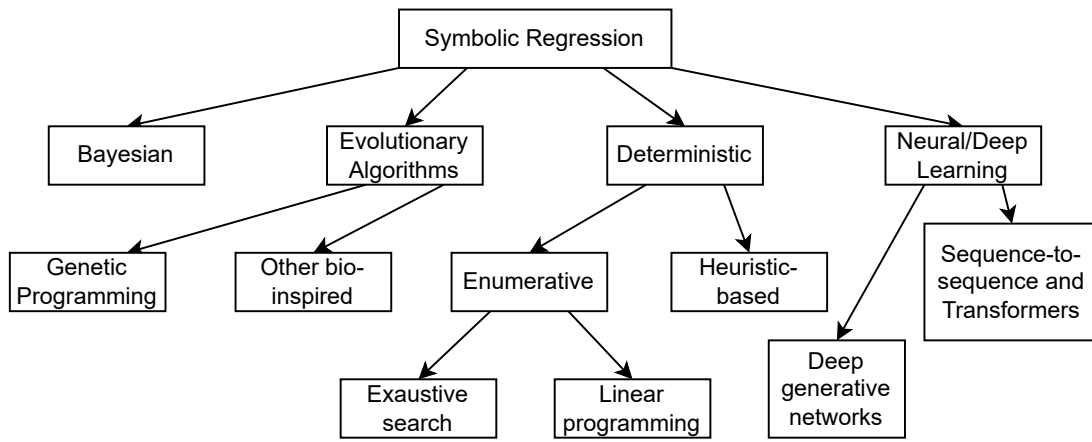 Symbolic Regression
Bayesian
Evolutionary
Algorithms
Deterministic
Neural/Deep
Learning
Genetic
Programming
Other bio-
inspired
Enumerative
Heuristic-
based
Sequence-to-
sequence and
Transformers
Exaustive
search
Linear
programming
Deep
generative
networks